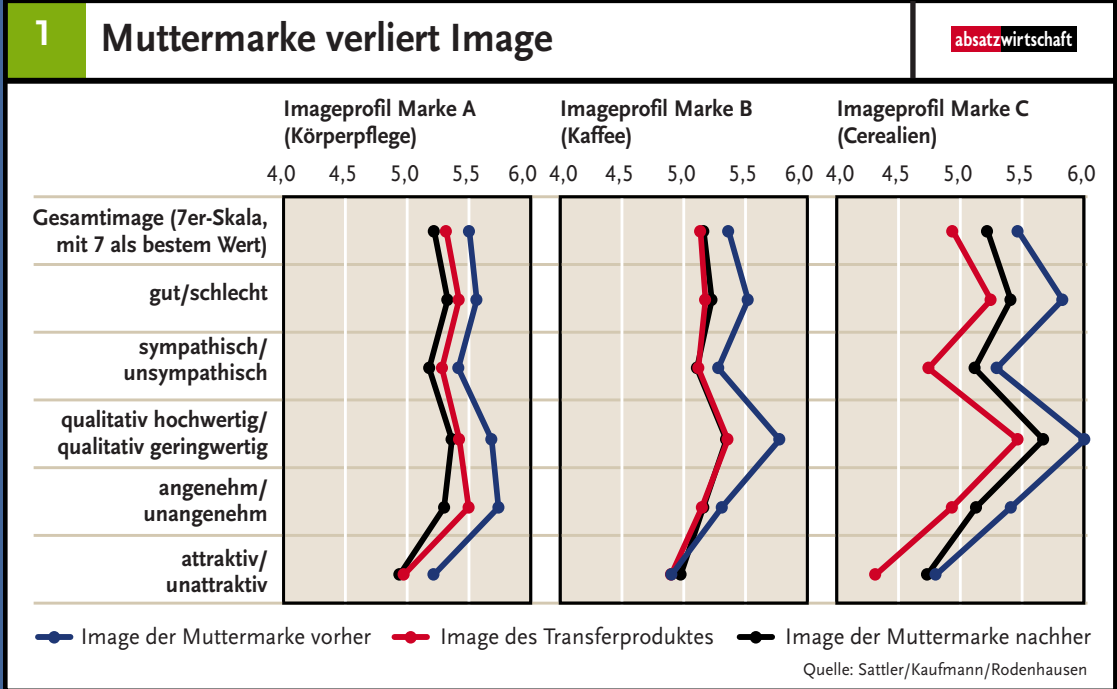 1
Muttermarke verliert Image
absatzwirtschaft
Imageprofil Marke A
(Körperpflege)
Imageprofil Marke B
(Kaffee)
Imageprofil Marke C
(Cerealien)
4,0 4,5 5,0 5,5 6,0
4,0 4,5 5,0 5,5 6,0
4,0 4,5 5,0 5,5 6,0
Gesamtimage (7er-Skala,
mit 7 als bestem Wert)
gut/schlecht
sympathisch/
unsympathisch
qualitativ hochwertig/
qualitativ geringwertig
angenehm/
unangenehm
attraktiv/
unattraktiv
Image der Muttermarke vorher
Image des Transferproduktes
Image der Muttermarke nachher
Quelle: Sattler/Kaufmann/Rodenhausen